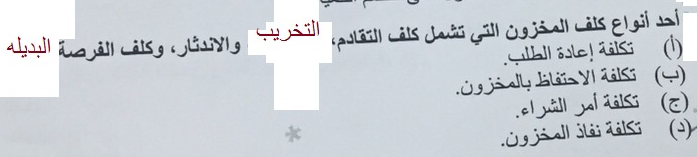 أحد أنواع كلف المخزون التي تشمل كلف التقادم، التخريب والاندثار، وكلف الفرصة البديله
(أ) تكلفة إعادة الطلب.
(ب) تكلفة الاحتفاظ بالمخزون.
(ج) تكلفة أمر الشراء.
(د) تكلفة نفاذ المخزون.